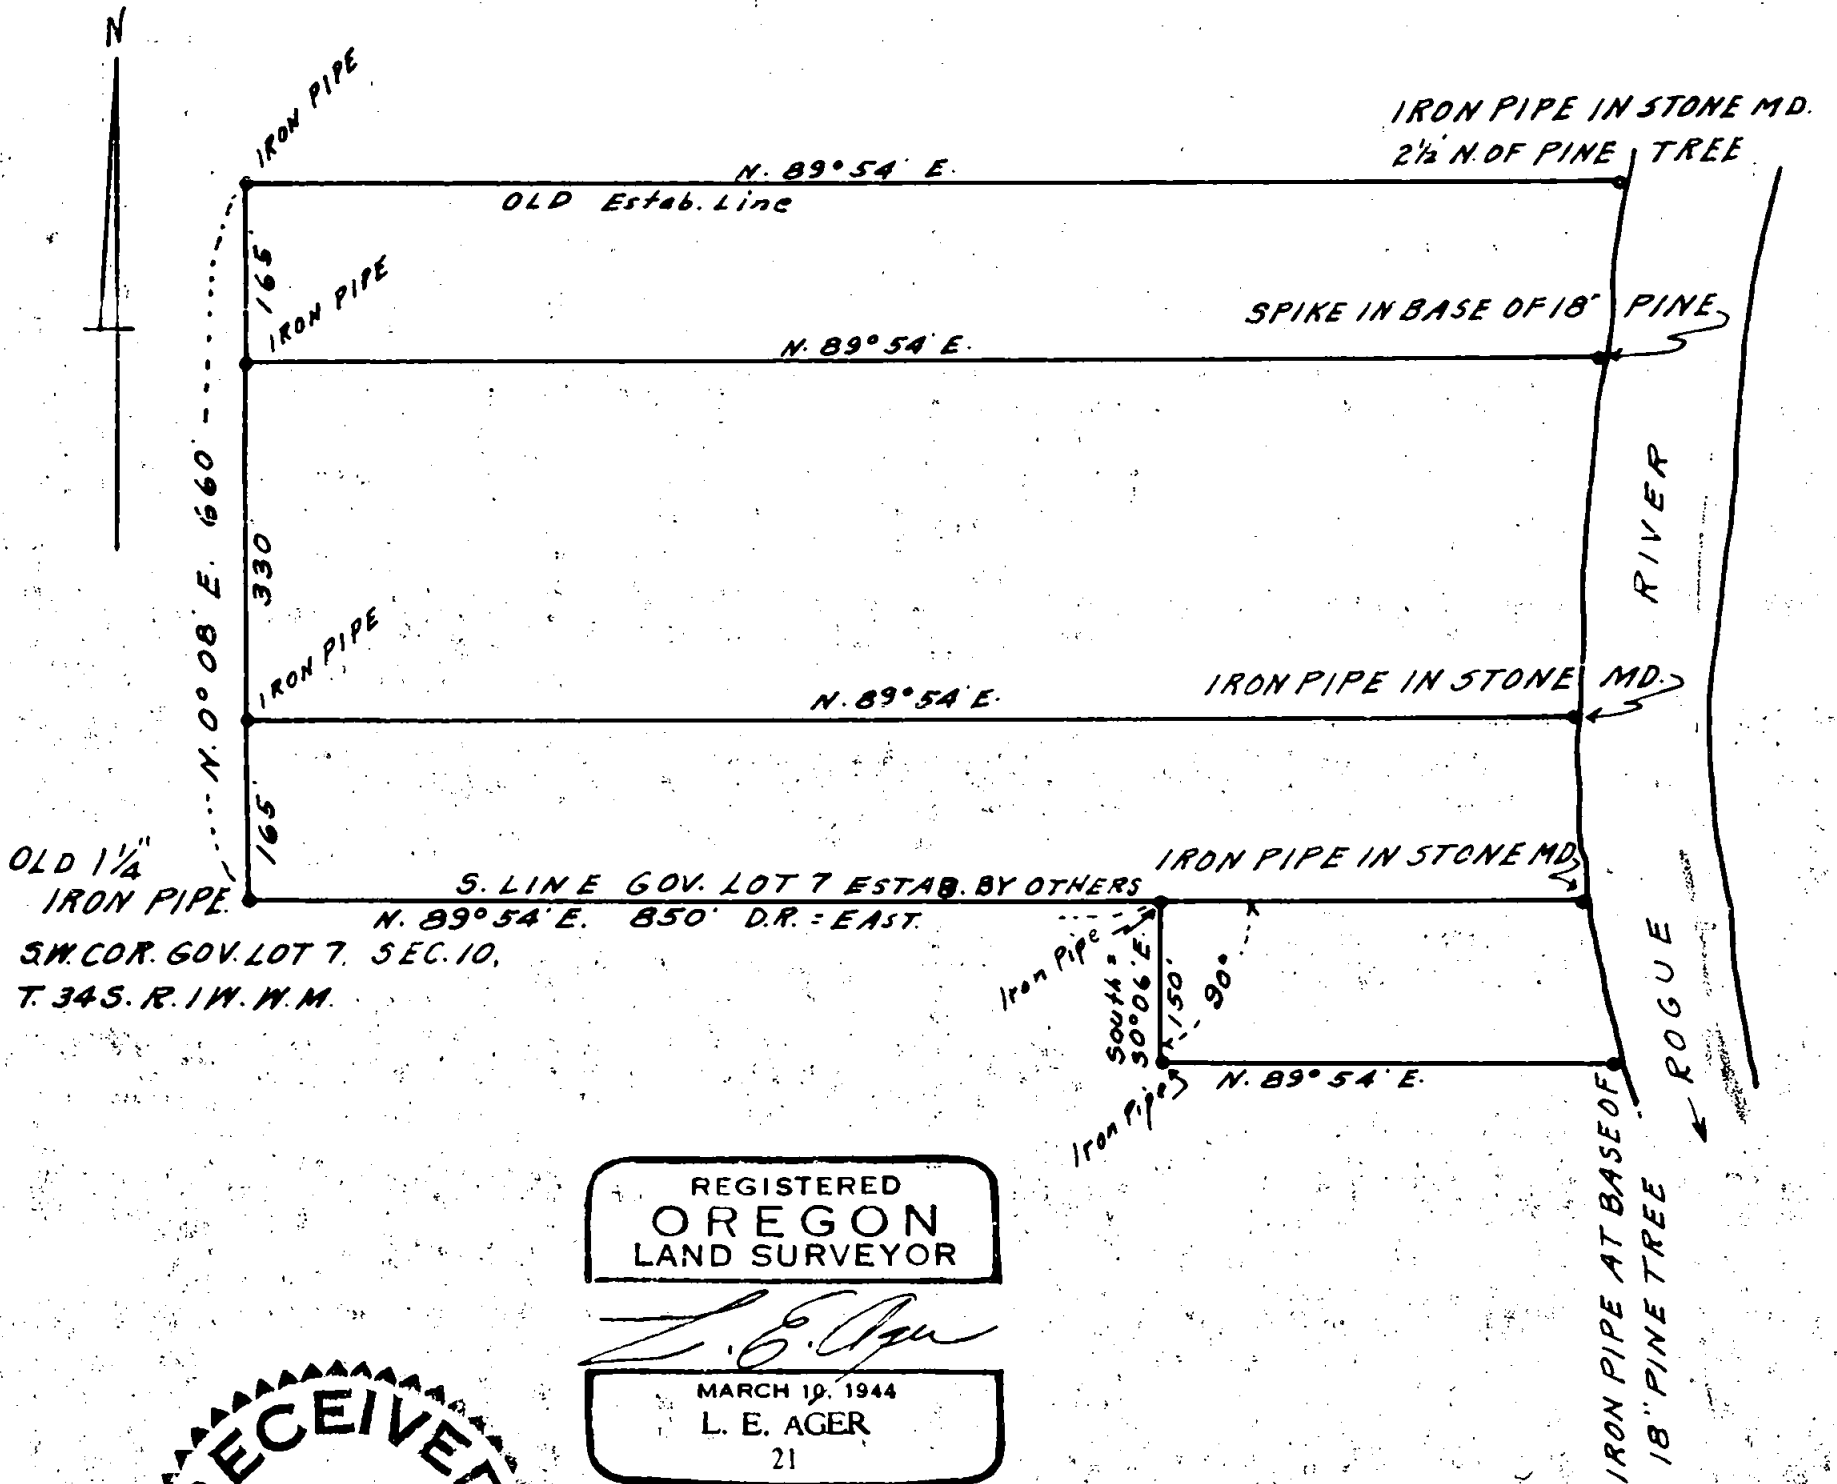 N
IRON PIPE
IRON PIPE IN STONE MD.
2½' N. OF PINE TREE
N. 89° 54' E.
OLD Estab. Line
165'
IRON PIPE
SPIKE IN BASE OF 18" PINE
N. 89° 54' E.
N. 0° 08' E. 660'
330'
RIVER
IRON PIPE
IRON PIPE IN STONE MD.
N. 89° 54' E.
165'
OLD 1¼"
IRON PIPE.
IRON PIPE IN STONE MD
S. LINE GOV. LOT 7 ESTAB. BY OTHERS
N. 89° 54' E. 850' D.R. = EAST.
S.W. COR. GOV. LOT 7. SEC. 10,
T. 34 S. R. 1 W. W. M.
Iron Pipe
South =
S 0° 06' E.
150'
90°
ROGUE
Iron Pipe
N. 89° 54' E.
IRON PIPE AT BASE OF
18" PINE TREE
REGISTERED
OREGON
LAND SURVEYOR
L. E. Ager
MARCH 10, 1944
L. E. AGER
21
RECEIVED